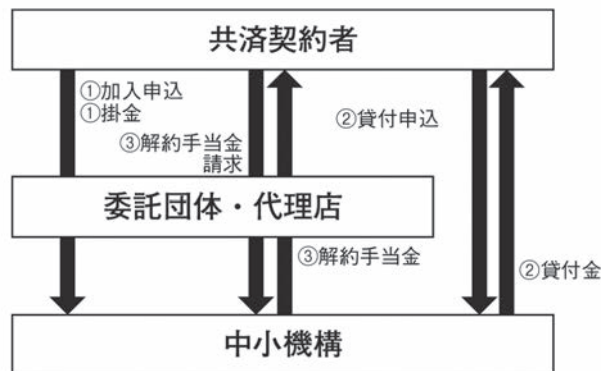 共済契約者
①加入申込
①掛金
②貸付申込
③解約手当金
請求
委託団体・代理店
③解約手当金
②貸付金
中小機構